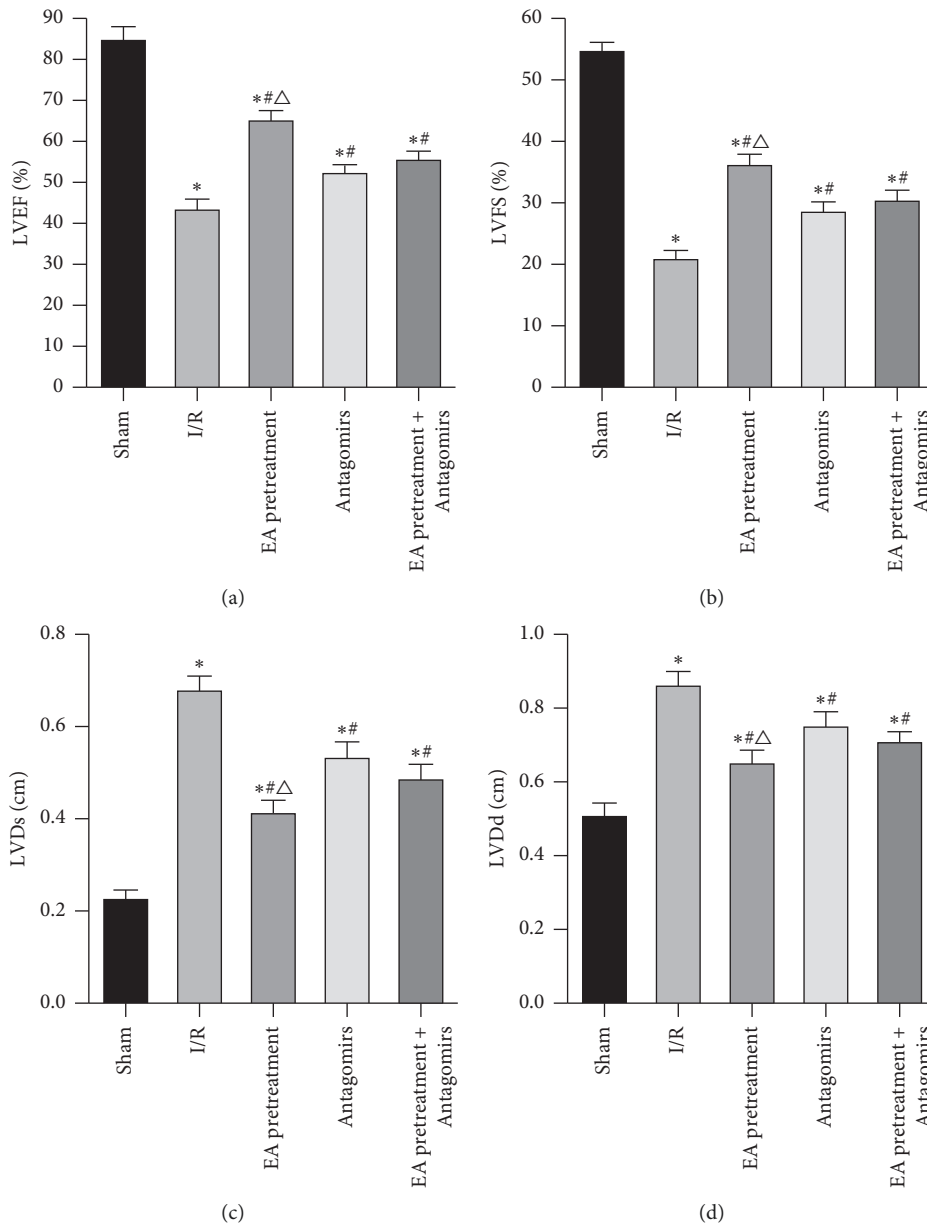 90
80
70
60
50
40
30
20
10
0
LVEF (%)
*
*#△
*#
*#
Sham
I/R
EA pretreatment
Antagomirs
EA pretreatment +
Antagomirs
(a)
60
50
40
30
20
10
0
LVFS (%)
*
*#△
*#
*#
Sham
I/R
EA pretreatment
Antagomirs
EA pretreatment +
Antagomirs
(b)
0.8
0.6
0.4
0.2
0.0
LVDs (cm)
*
*#△
*#
*#
Sham
I/R
EA pretreatment
Antagomirs
EA pretreatment +
Antagomirs
(c)
1.0
0.8
0.6
0.4
0.2
0.0
LVDd (cm)
*
*#△
*#
*#
Sham
I/R
EA pretreatment
Antagomirs
EA pretreatment +
Antagomirs
(d)